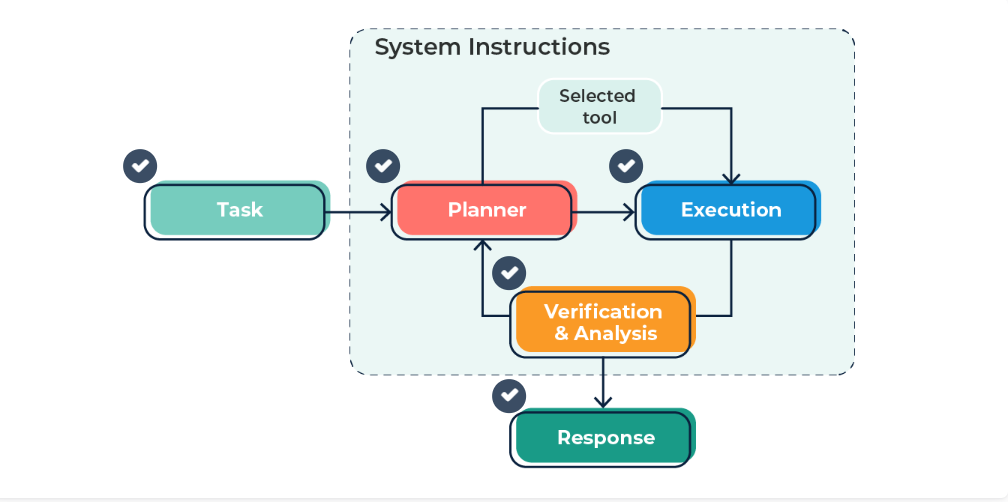 System Instructions
Selected
tool
Task
Planner
Execution
Verification
& Analysis
Response